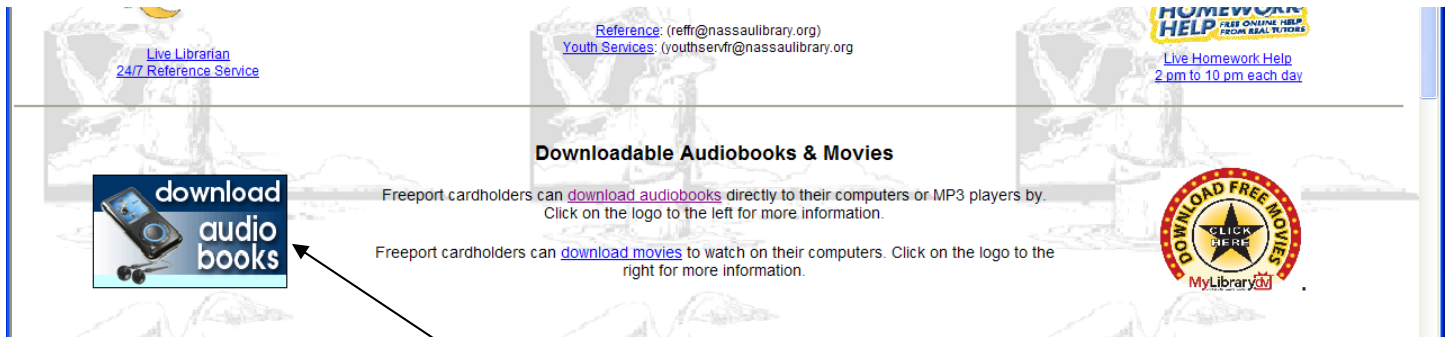 HOMEWORK
HELP FREE ONLINE HELP
FROM REAL TUTORS
Reference: (reffr@nassaulibrary.org)
Youth Services: (youthservfr@nassaulibrary.org
Live Librarian
24/7 Reference Service
Live Homework Help
2 pm to 10 pm each day
Downloadable Audiobooks & Movies
download
audio
books
Freeport cardholders can download audiobooks directly to their computers or MP3 players by.
Click on the logo to the left for more information.
Freeport cardholders can download movies to watch on their computers. Click on the logo to the
right for more information.
DOWNLOAD FREE MOVIES
CLICK
HERE
MyLibrarydv
.